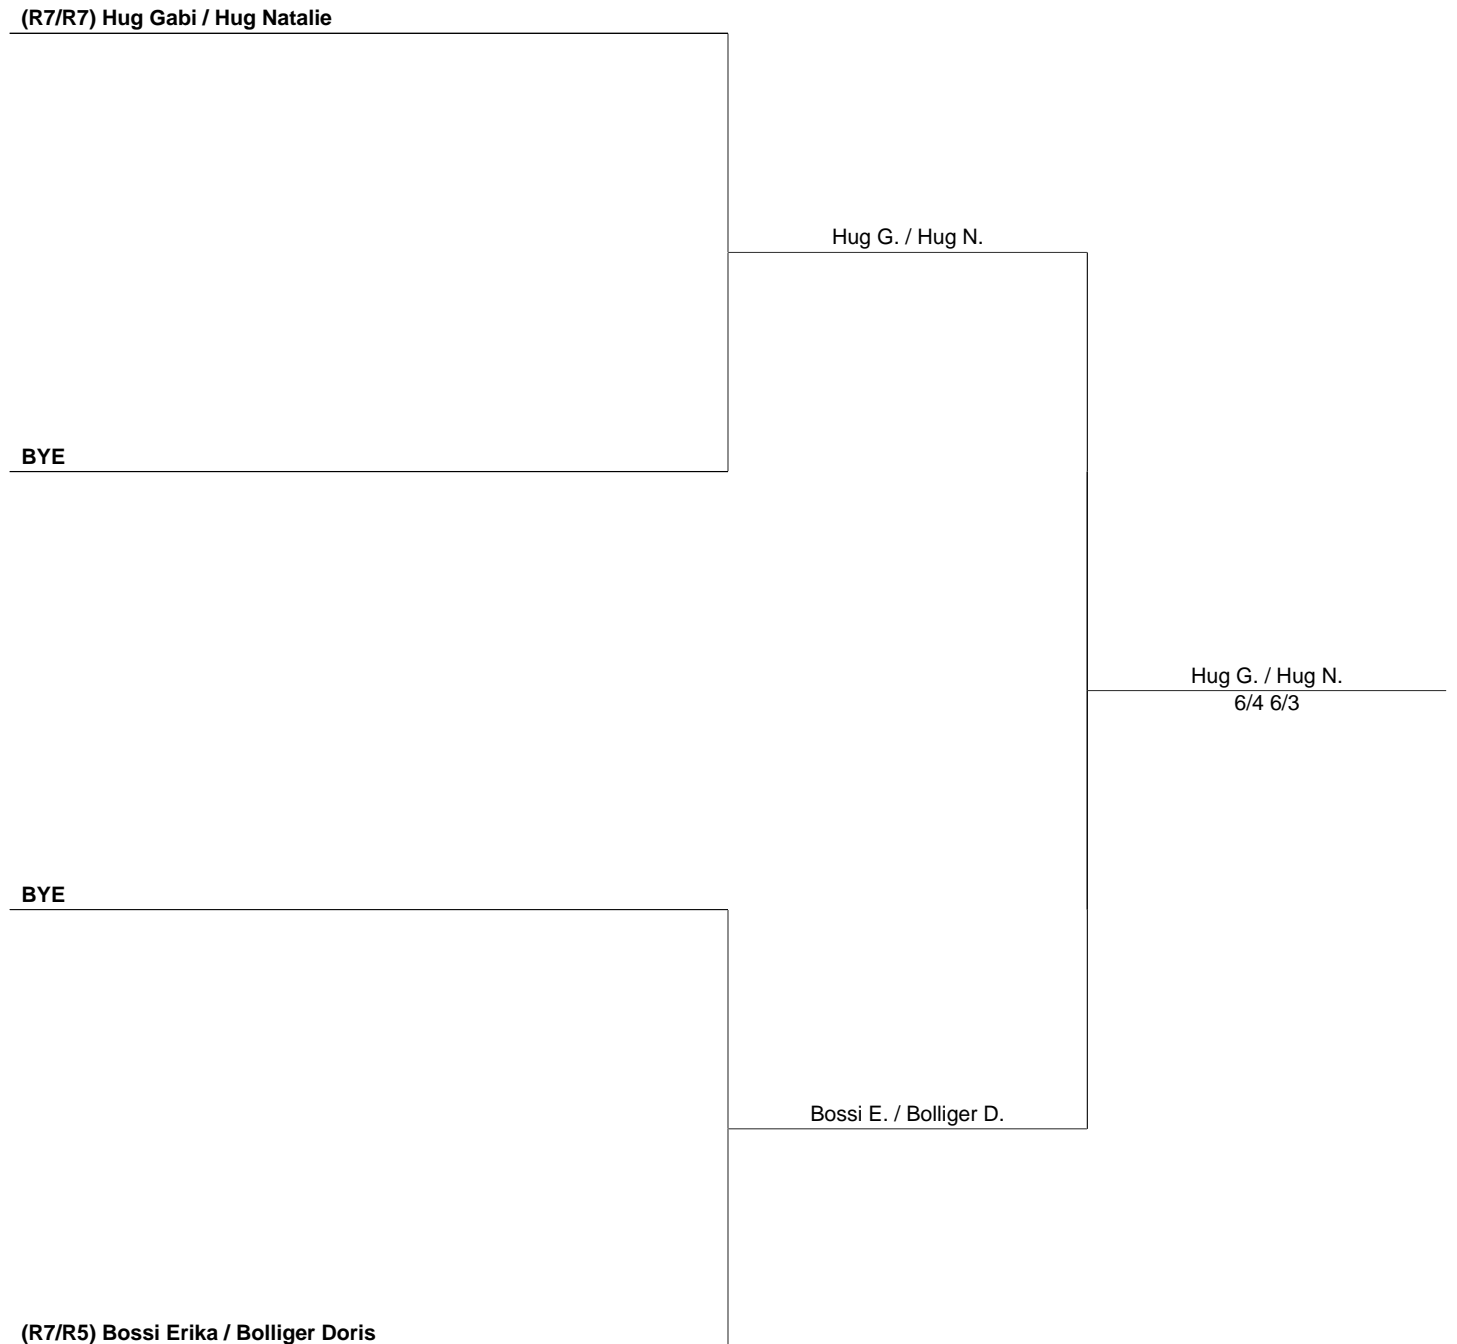 (R7/R7) Hug Gabi / Hug Natalie
Hug G. / Hug N.
BYE
Hug G. / Hug N.
6/4 6/3
BYE
Bossi E. / Bolliger D.
(R7/R5) Bossi Erika / Bolliger Doris